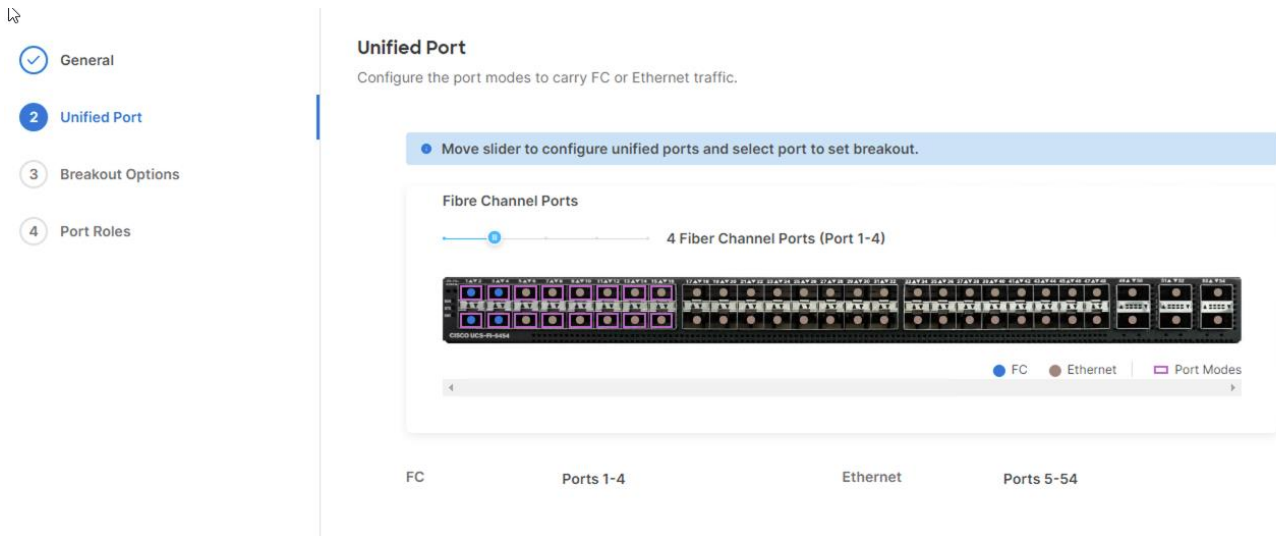 General
2 Unified Port
3 Breakout Options
4 Port Roles
Unified Port
Configure the port modes to carry FC or Ethernet traffic.
Move slider to configure unified ports and select port to set breakout.
Fibre Channel Ports
4 Fiber Channel Ports (Port 1-4)
CISCO UCS-FI-6454
FC Ethernet Port Modes
FC Ports 1-4 Ethernet Ports 5-54